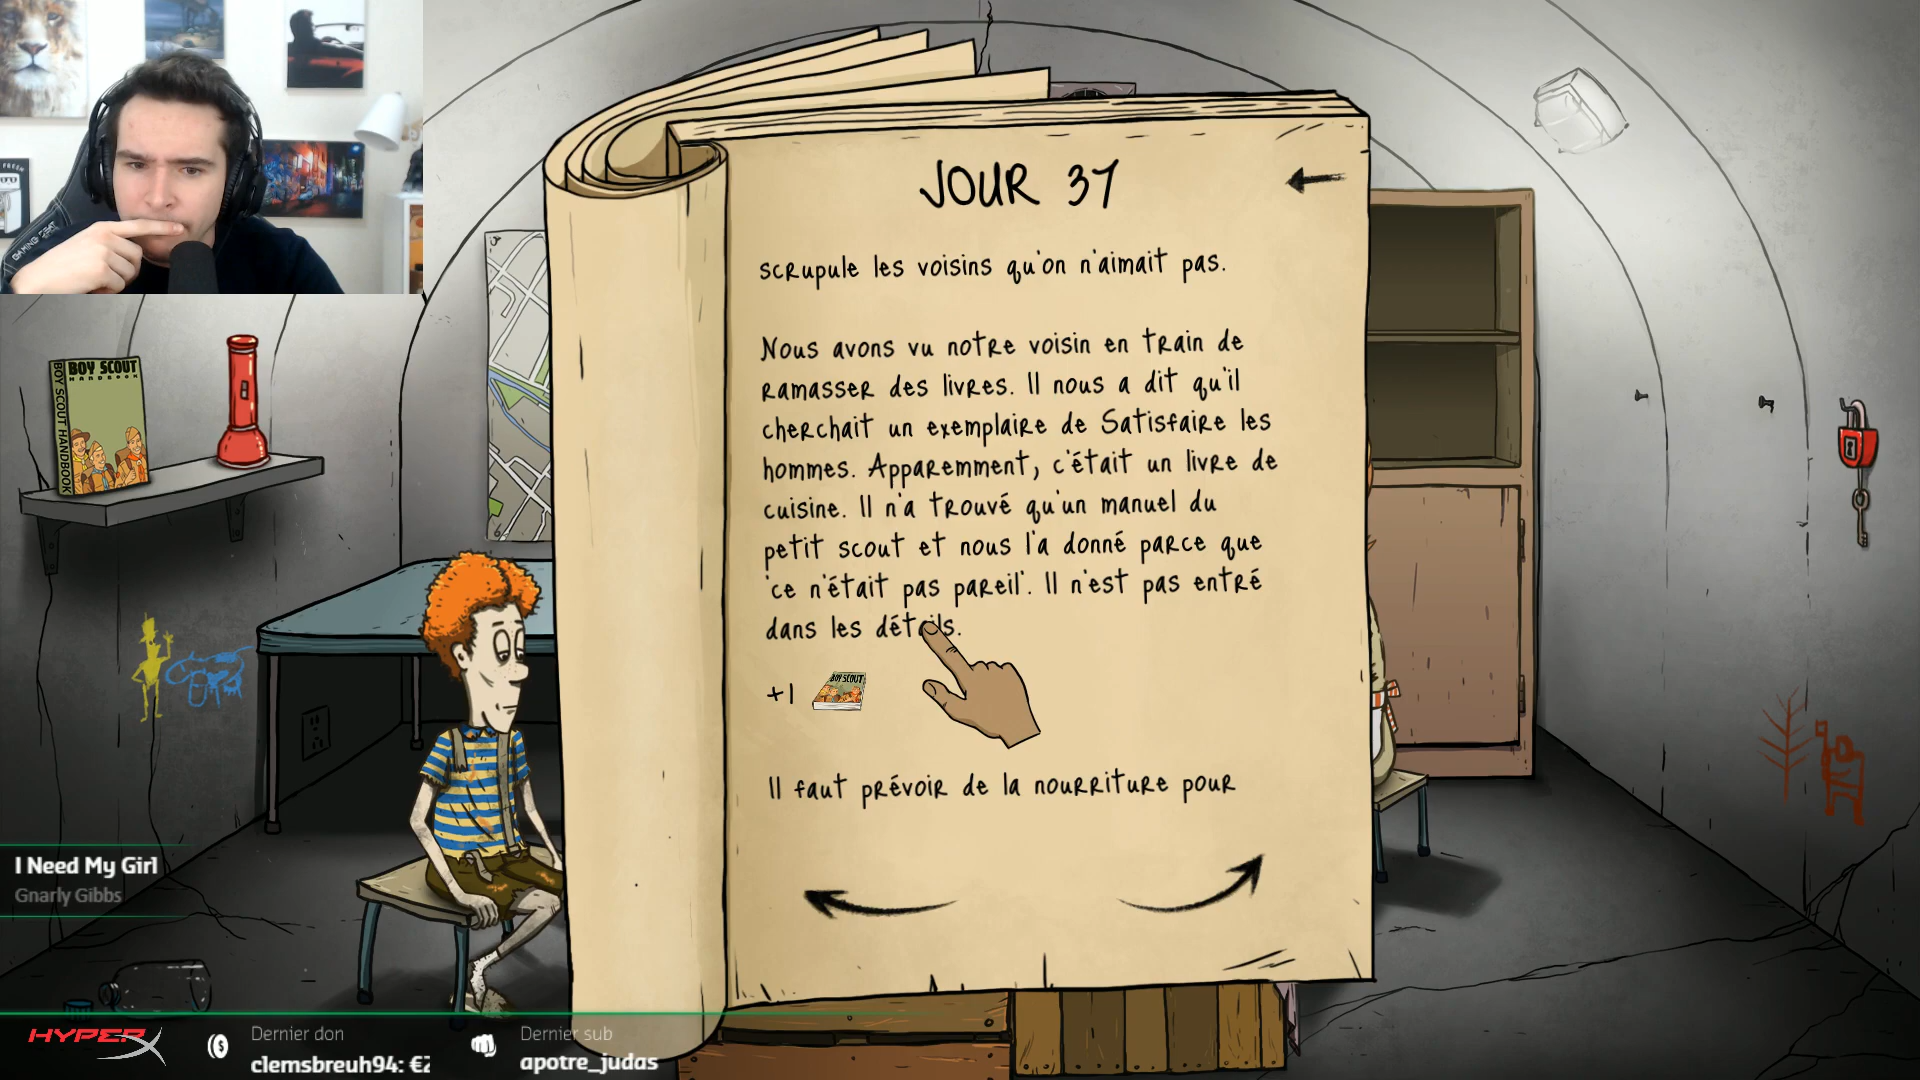 JOUR 37
scrupule les voisins qu'on n'aimait pas.
Nous avons vu notre voisin en train de
ramasser des livres. Il nous a dit qu'il
cherchait un exemplaire de Satisfaire les
hommes. Apparemment, c'était un livre de
cuisine. Il n'a trouvé qu'un manuel du
petit scout et nous l'a donné parce que
'ce n'était pas pareil'. Il n'est pas entré
dans les détails.
+1
BOY SCOUT
Il faut prévoir de la nourriture pour
BOY SCOUT
HANDBOOK
BOY SCOUT HANDBOOK
I Need My Girl
Gnarly Gibbs
HYPERX
Dernier don
clemsbreuh94: €2
Dernier sub
apotre_judas